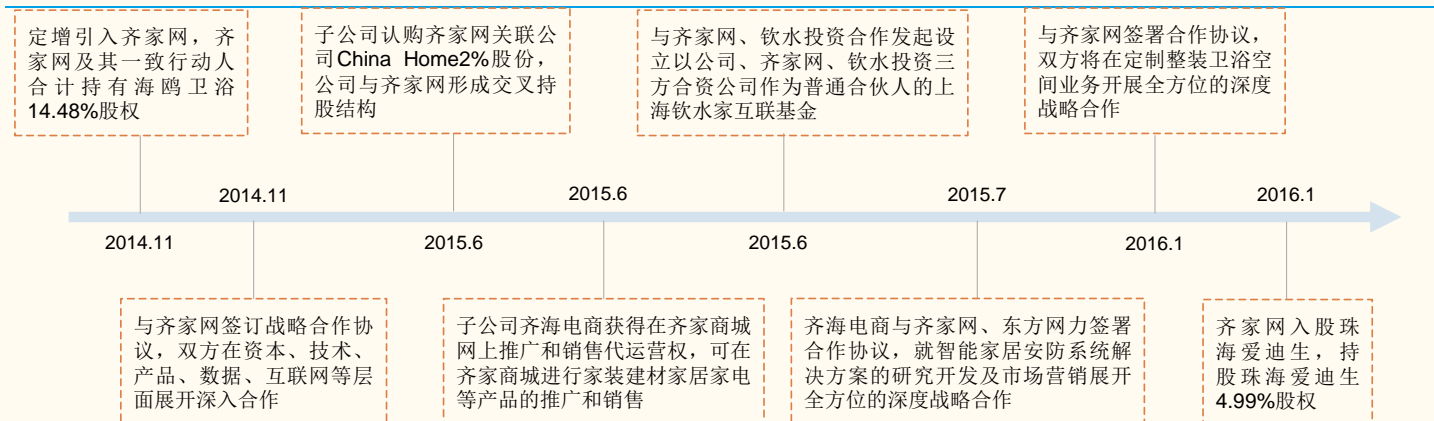 定增引入齐家网，齐
家网及其一致行动人
合计持有海鸥卫浴
14.48%股权
子公司认购齐家网关联公
司China Home2%股份，
公司与齐家网形成交叉持
股结构
与齐家网、钦水投资合作发起设
立以公司、齐家网、钦水投资三
方合资公司作为普通合伙人的上
海钦水家互联基金
与齐家网签署合作协议，
双方将在定制整装卫浴空
间业务开展全方位的深度
战略合作
2014.11
2015.6
2015.7
2016.1
2014.11
2015.6
2015.6
2016.1
与齐家网签订战略合作协
议，双方在资本、技术、
产品、数据、互联网等层
面展开深入合作
子公司齐海电商获得在齐家商城
网上推广和销售代运营权，可在
齐家商城进行家装建材家居家电
等产品的推广和销售
齐海电商与齐家网、东方网力签署
合作协议，就智能家居安防系统解
决方案的研究开发及市场营销展开
全方位的深度战略合作
齐家网入股珠
海爱迪生，持
股珠海爱迪生
4.99%股权